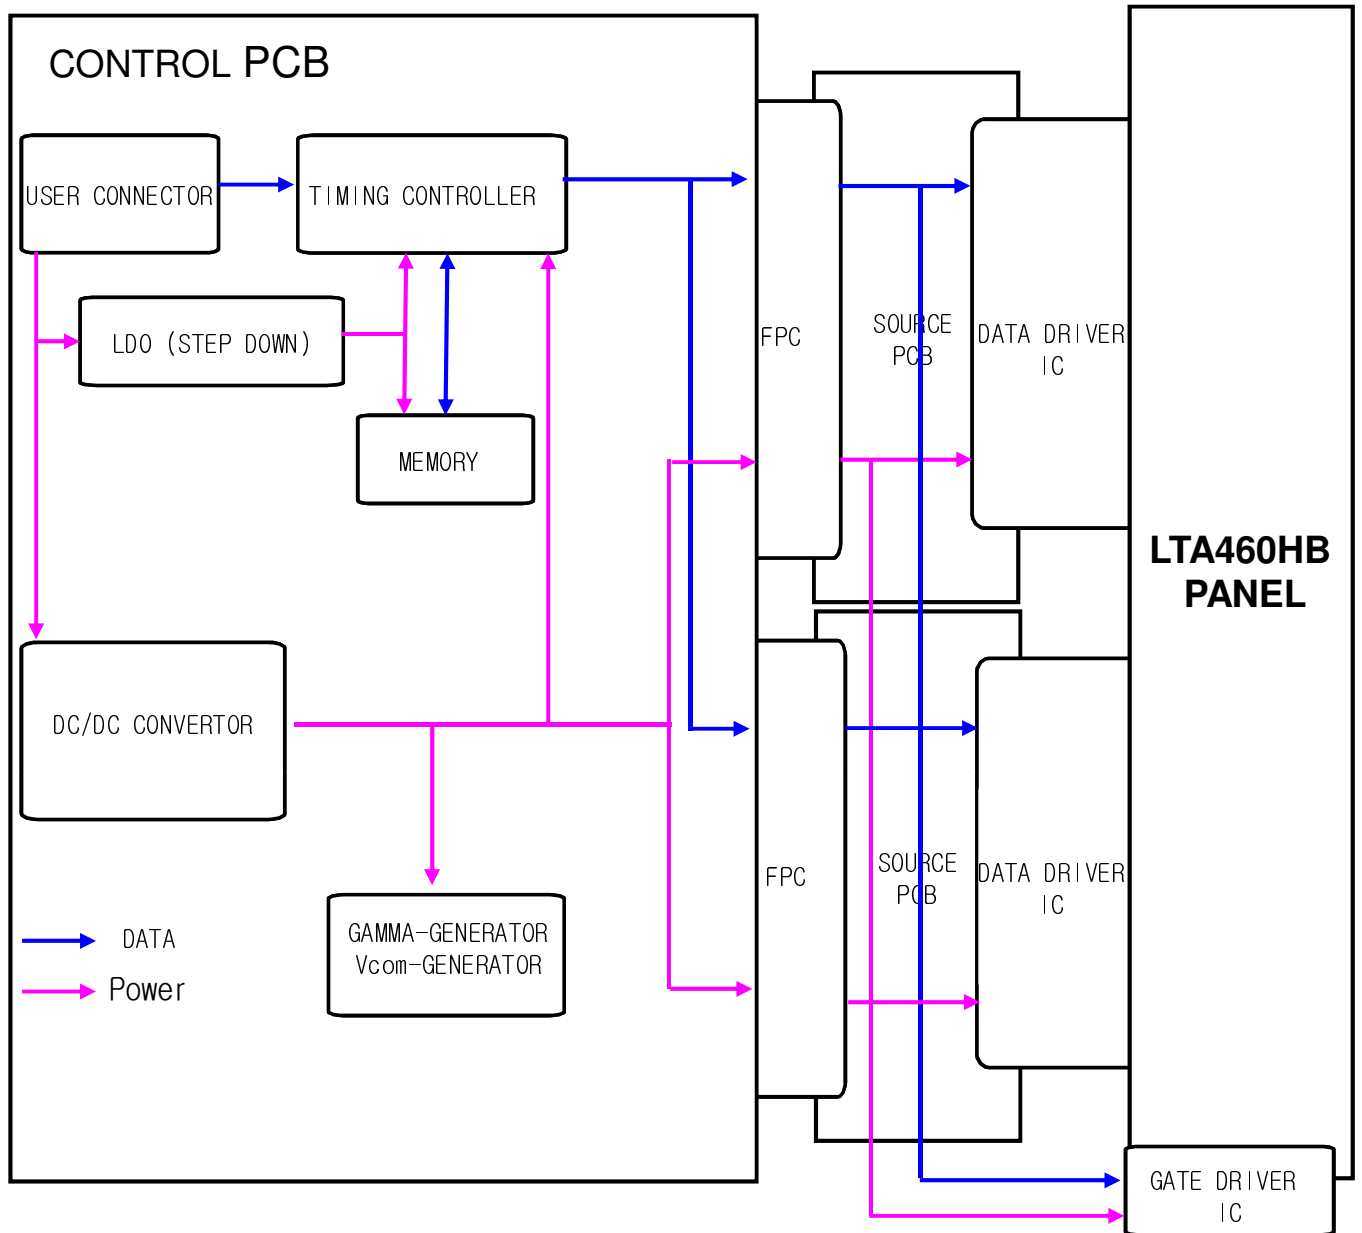 CONTROL PCB
USER CONNECTOR
TIMING CONTROLLER
LDO (STEP DOWN)
MEMORY
DC/DC CONVERTOR
GAMMA-GENERATOR
Vcom-GENERATOR
DATA
Power
FPC
SOURCE
PCB
DATA DRIVER
IC
FPC
SOURCE
PCB
DATA DRIVER
IC
LTA460HB
PANEL
GATE DRIVER
IC